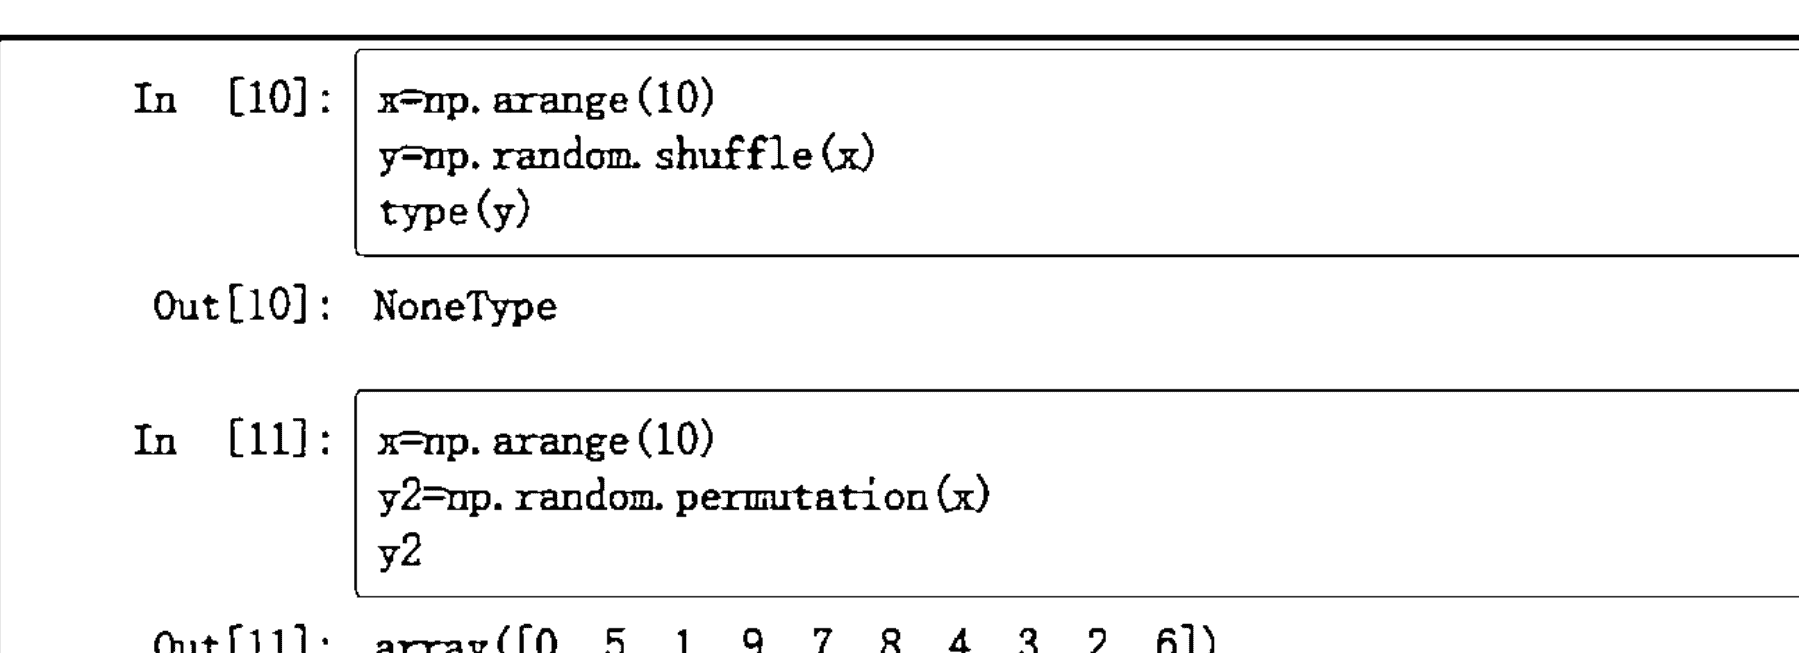 In [10]: x=np.arange(10)
y=np.random.shuffle(x)
type(y)
Out[10]: NoneType
In [11]: x=np.arange(10)
y2=np.random.permutation(x)
y2
Out[11]: array([0, 5, 1, 9, 7, 8, 4, 3, 2, 6])